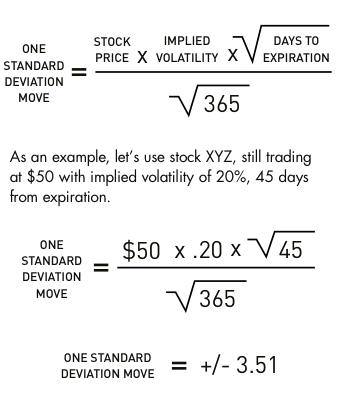 ONE STANDARD DEVIATION MOVE = STOCK PRICE X IMPLIED VOLATILITY X √DAYS TO EXPIRATION
√365
As an example, let's use stock XYZ, still trading
at $50 with implied volatility of 20%, 45 days
from expiration.
ONE STANDARD DEVIATION MOVE = $50 x .20 x √45
√365
ONE STANDARD DEVIATION MOVE = +/- 3.51